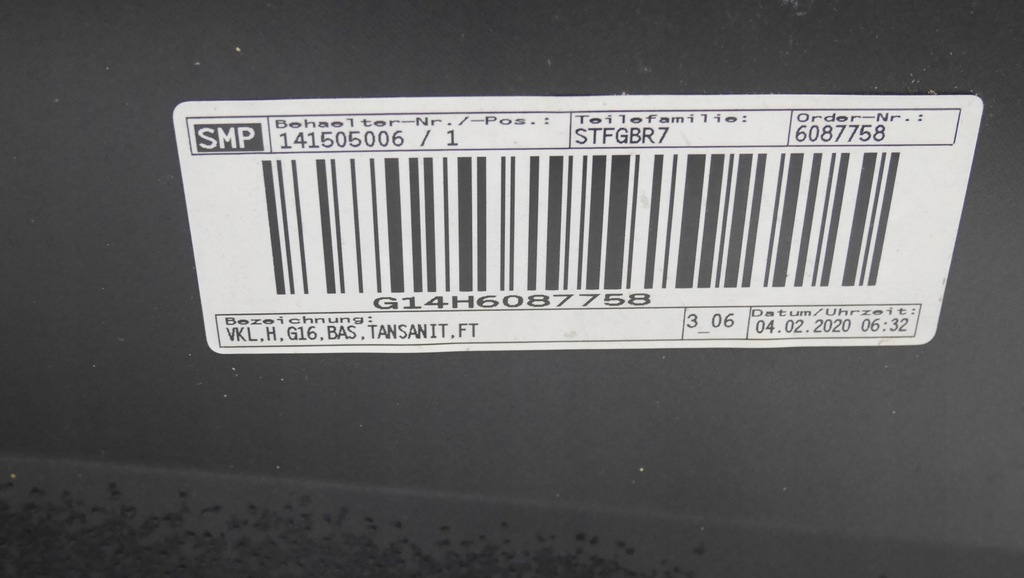 SMP
Behaelter-Nr./-Pos.: Teilefamilie: Order-Nr.:
141505006 / 1 STFGBR7 6087758
G14H6087758
Bezeichnung: Datum/Uhrzeit:
VKL,H,G16,BAS,TANSANIT,FT 3_06 04.02.2020 06:32